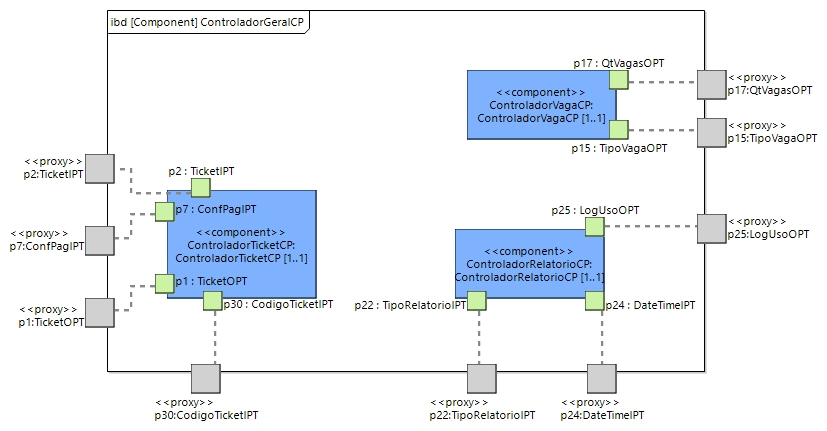 ibd [Component] ControladorGeralCP
p17 : QtVagasOPT
<<component>>
ControladorVagaCP:
ControladorVagaCP [1..1]
p15 : TipoVagaOPT
<<proxy>>
p17:QtVagasOPT
<<proxy>>
p15:TipoVagaOPT
<<proxy>>
p2:TicketIPT
p2 : TicketIPT
p7 : ConfPagIPT
<<component>>
ControladorTicketCP:
ControladorTicketCP [1..1]
p1 : TicketOPT
p30 : CodigoTicketIPT
<<proxy>>
p7:ConfPagIPT
<<proxy>>
p1:TicketOPT
p25 : LogUsoOPT
<<component>>
ControladorRelatorioCP:
ControladorRelatorioCP [1..1]
p22 : TipoRelatorioIPT
p24 : DateTimeIPT
<<proxy>>
p25:LogUsoOPT
<<proxy>>
p30:CodigoTicketIPT
<<proxy>>
p22:TipoRelatorioIPT
<<proxy>>
p24:DateTimeIPT